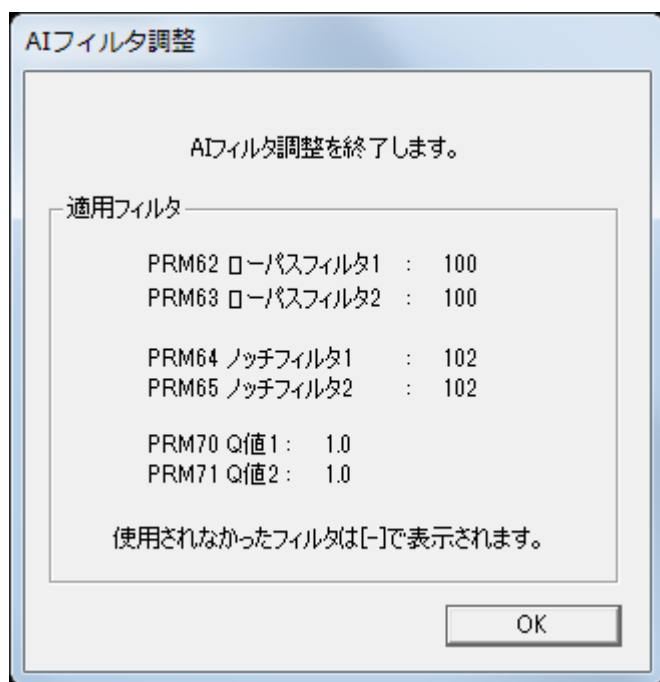 AIフィルタ調整
AIフィルタ調整を終了します。
適用フィルタ
PRM62 ローパスフィルタ1 : 100
PRM63 ローパスフィルタ2 : 100
PRM64 ノッチフィルタ1 : 102
PRM65 ノッチフィルタ2 : 102
PRM70 Q値1 : 1.0
PRM71 Q値2 : 1.0
使用されなかったフィルタは[-]で表示されます。
OK